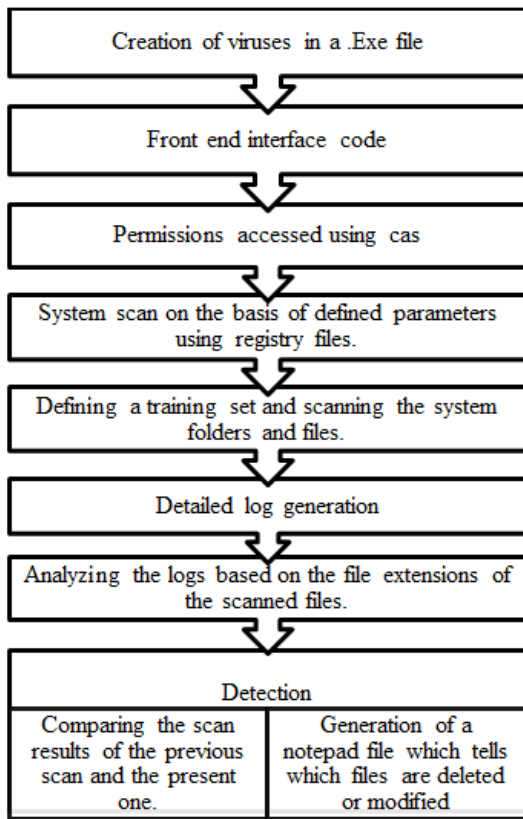 Creation of viruses in a .Exe file
Front end interface code
Permissions accessed using cas
System scan on the basis of defined parameters
using registry files.
Defining a training set and scanning the system
folders and files.
Detailed log generation
Analyzing the logs based on the file extensions of
the scanned files.
Detection
Comparing the scan
results of the previous
scan and the present
one.
Generation of a
notepad file which tells
which files are deleted
or modified